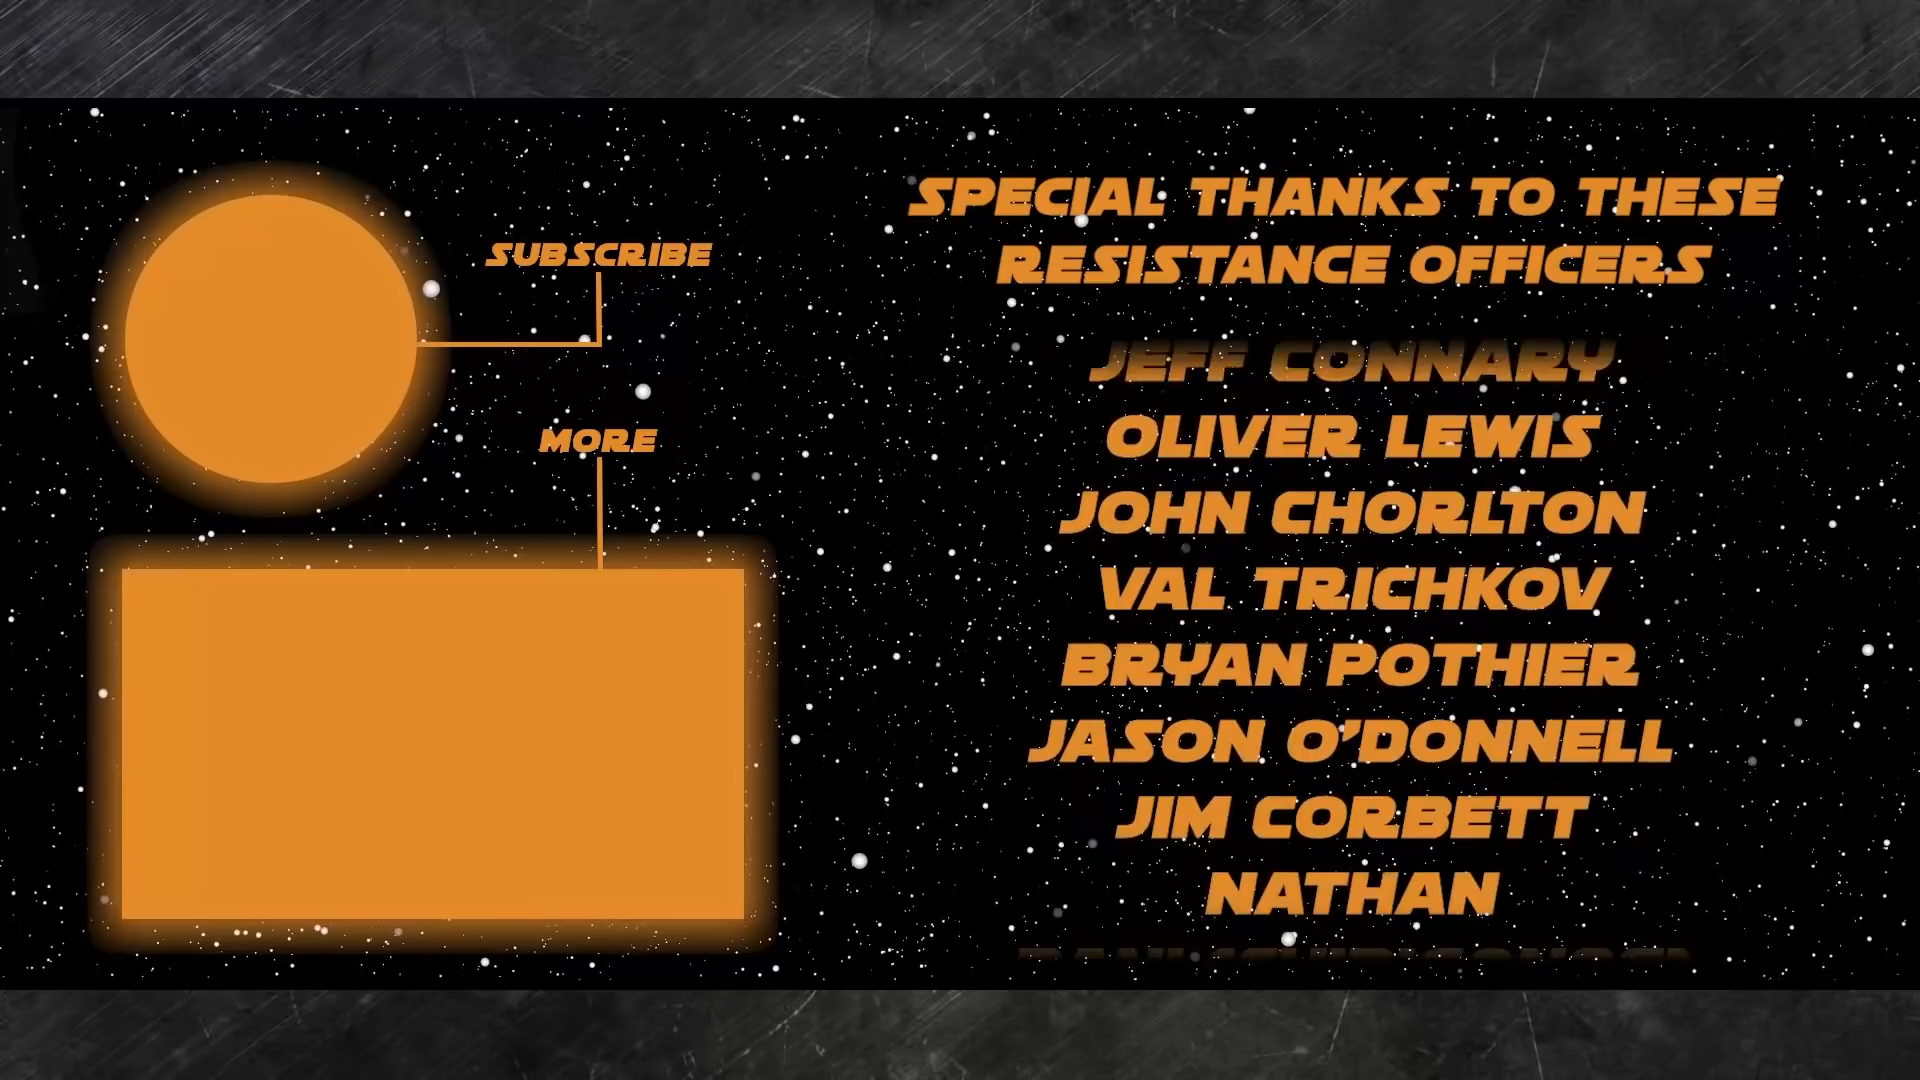 SUBSCRIBE
MORE
SPECIAL THANKS TO THESE
RESISTANCE OFFICERS
JEFF CONNARY
OLIVER LEWIS
JOHN CHORLTON
VAL TRICHKOV
BRYAN POTHIER
JASON O'DONNELL
JIM CORBETT
NATHAN